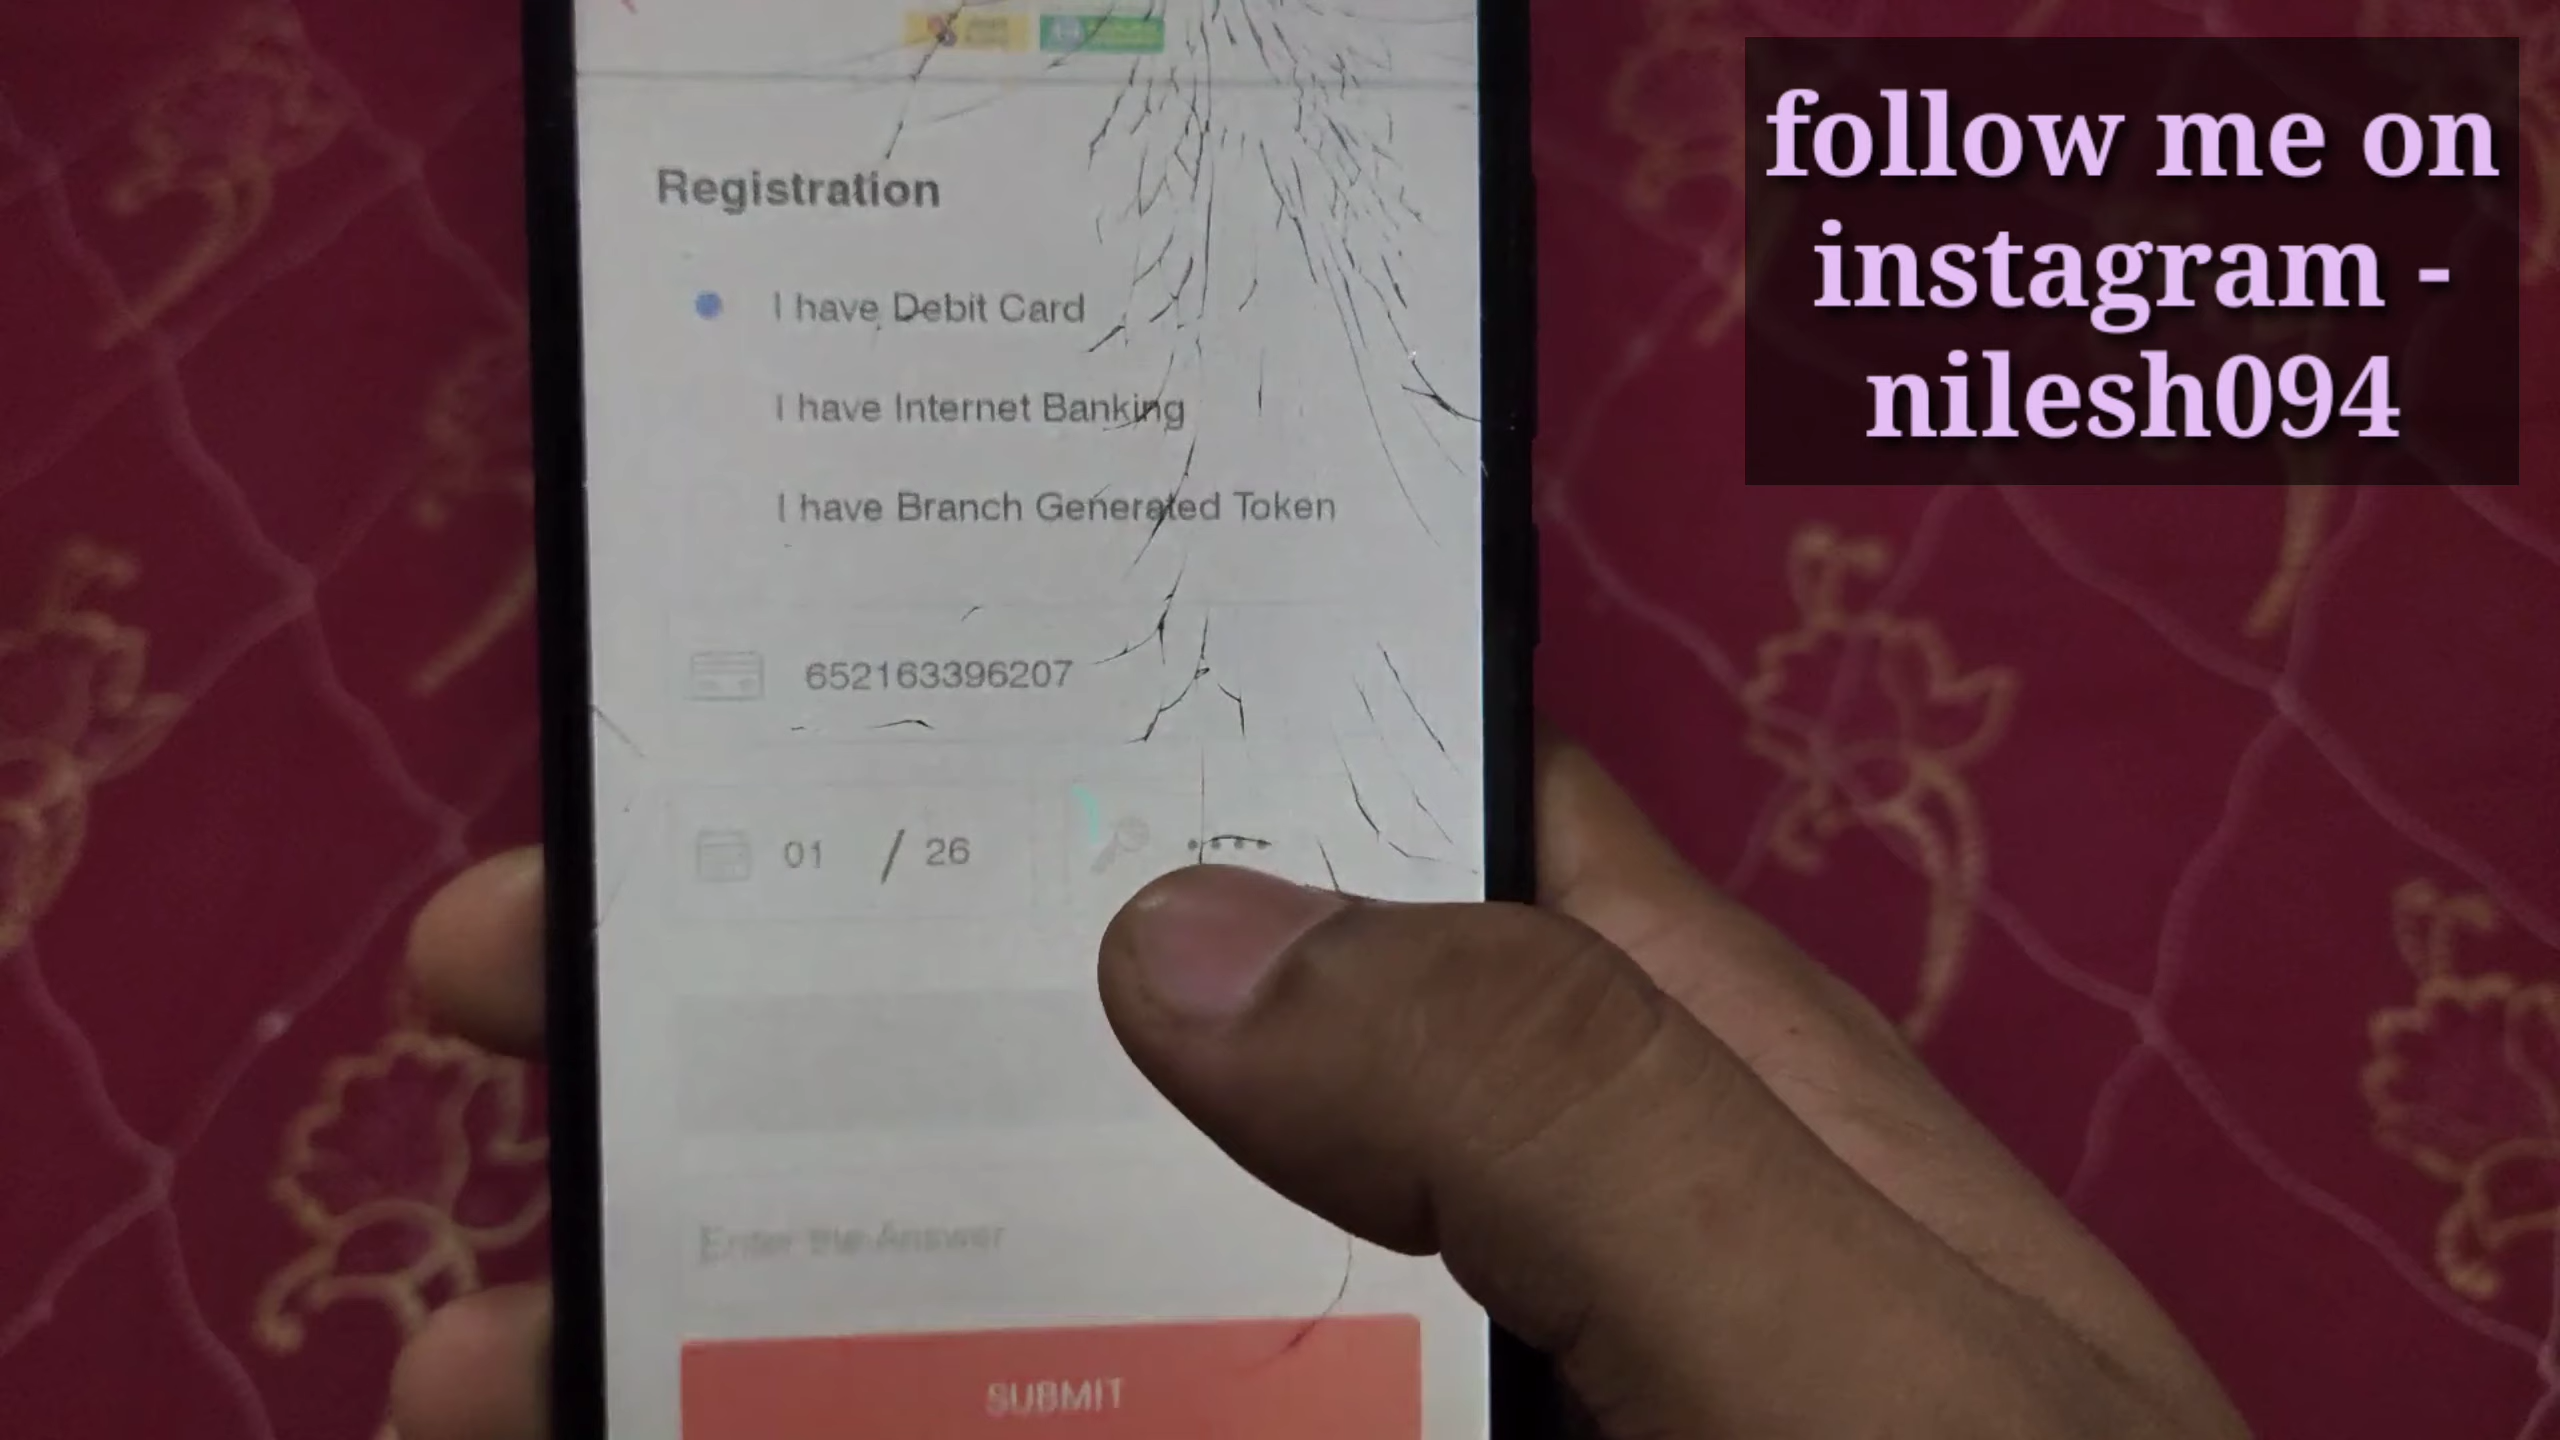 follow me on
instagram -
nilesh094
Registration
I have Debit Card
I have Internet Banking
I have Branch Generated Token
652163396207
01 / 26 ••••
Enter the Answer
SUBMIT